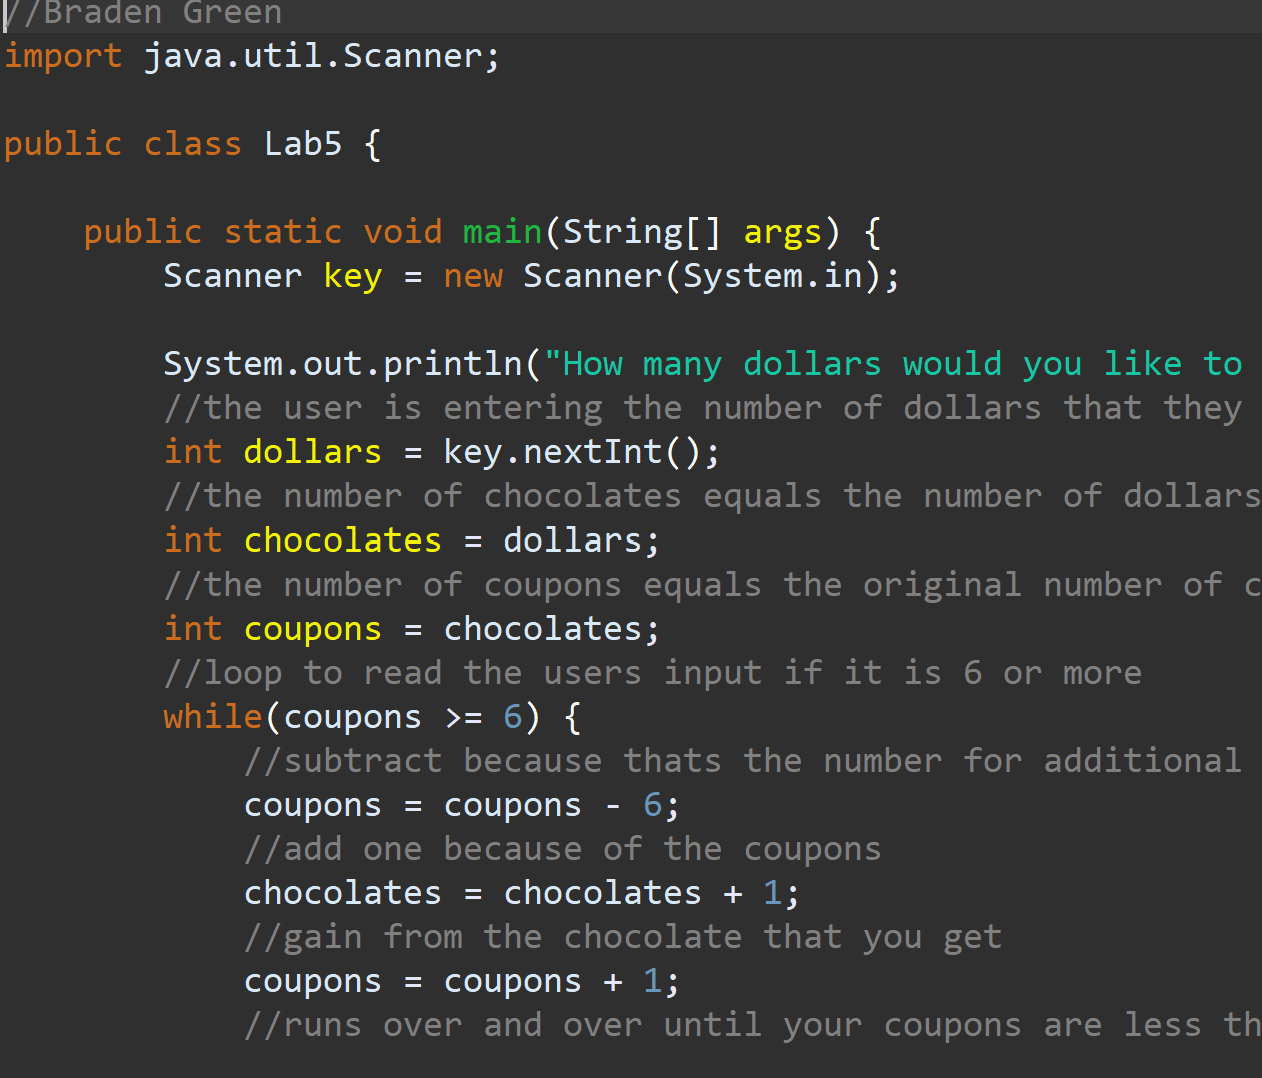 //Braden Green
import java.util.Scanner;
public class Lab5 {
public static void main(String[] args) {
Scanner key = new Scanner(System.in);
System.out.println("How many dollars would you like to
//the user is entering the number of dollars that they
int dollars = key.nextInt();
//the number of chocolates equals the number of dollars
int chocolates = dollars;
//the number of coupons equals the original number of c
int coupons = chocolates;
//loop to read the users input if it is 6 or more
while(coupons >= 6) {
//subtract because thats the number for additional
coupons = coupons - 6;
//add one because of the coupons
chocolates = chocolates + 1;
//gain from the chocolate that you get
coupons = coupons + 1;
//runs over and over until your coupons are less th